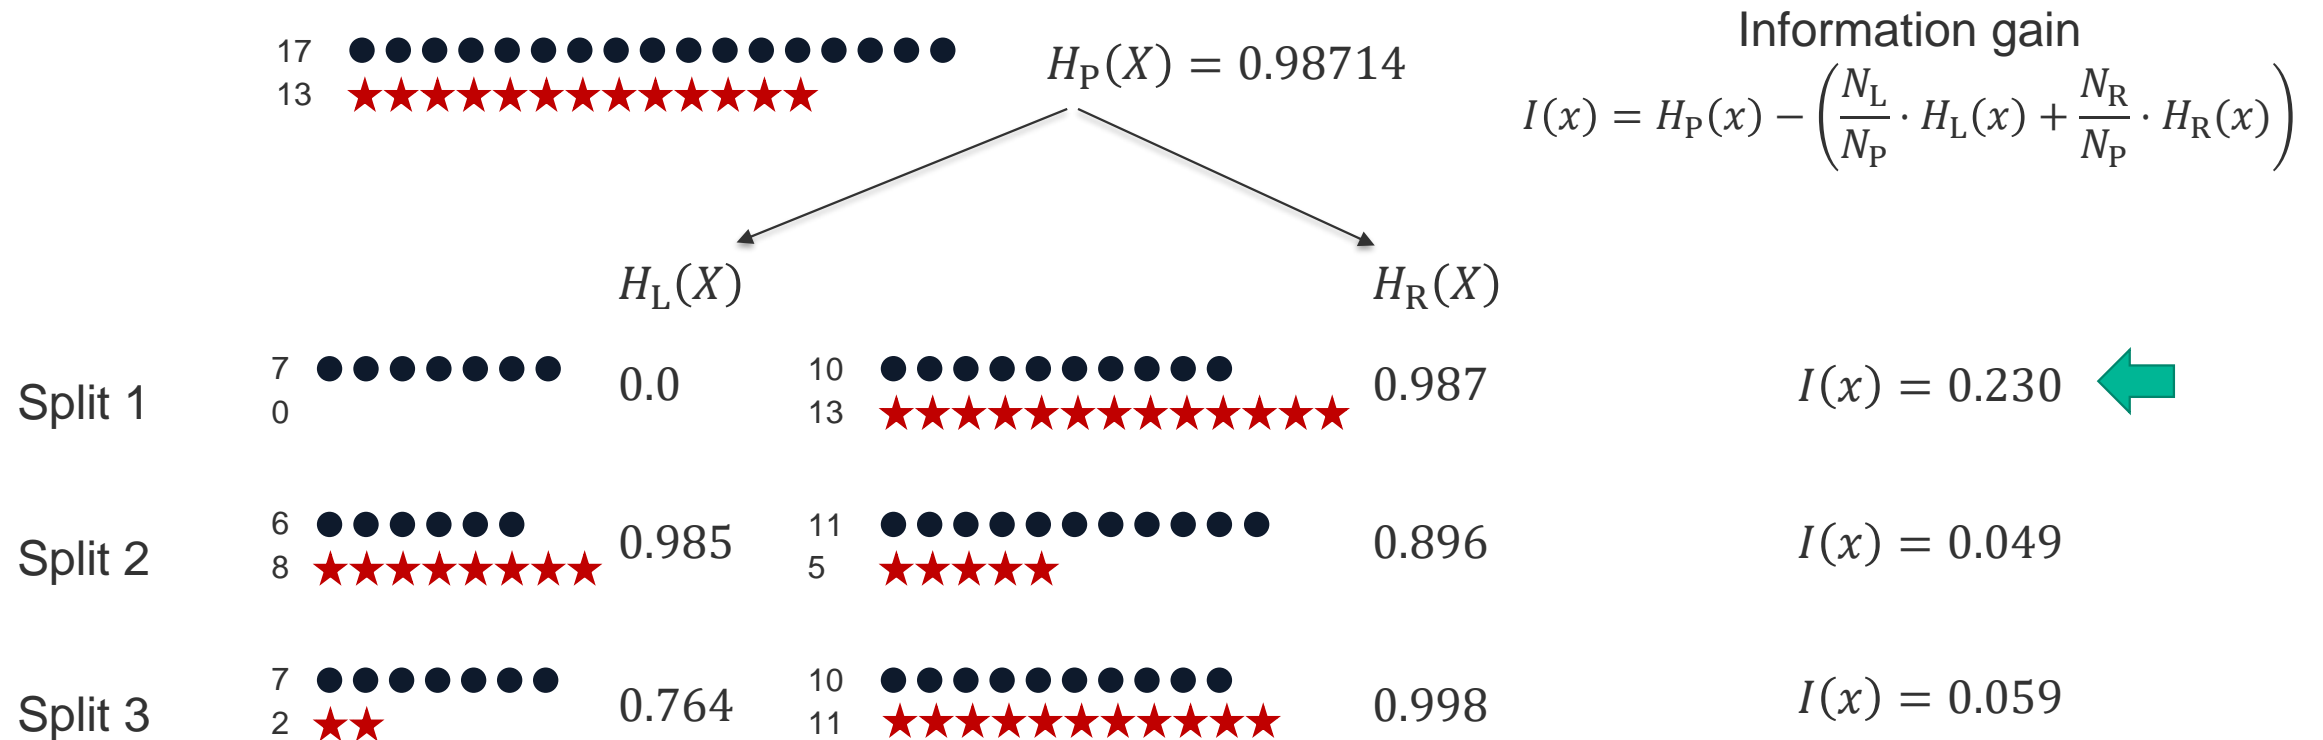 17
13
H_P(X) = 0.98714
Information gain
I(x) = H_P(x) − (N_L/N_P · H_L(x) + N_R/N_P · H_R(x))
H_L(X)
H_R(X)
Split 1
7
0
0.0
10
13
0.987
I(x) = 0.230
Split 2
6
8
0.985
11
5
0.896
I(x) = 0.049
Split 3
7
2
0.764
10
11
0.998
I(x) = 0.059